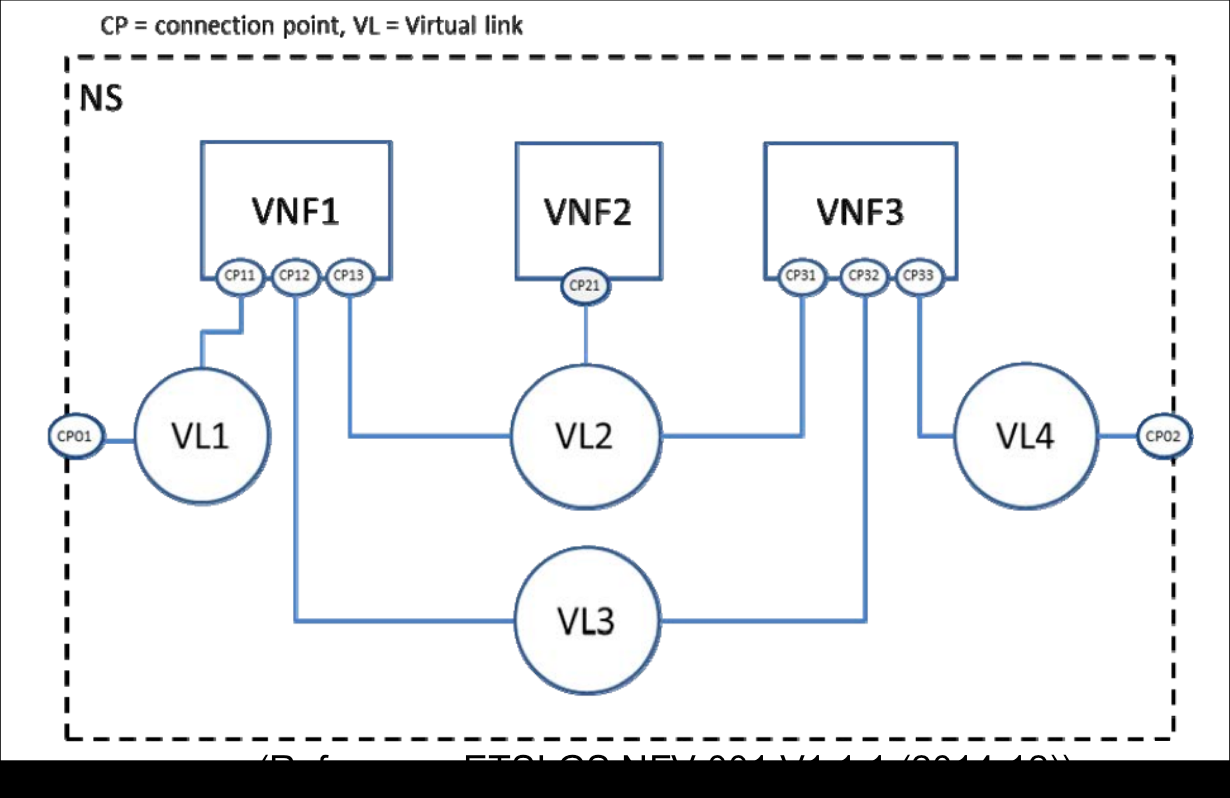 CP = connection point, VL = Virtual link
NS
VNF1 VNF2 VNF3
CP11 CP12 CP13 CP21 CP31 CP32 CP33
CP01 VL1 VL2 VL4 CP02
VL3